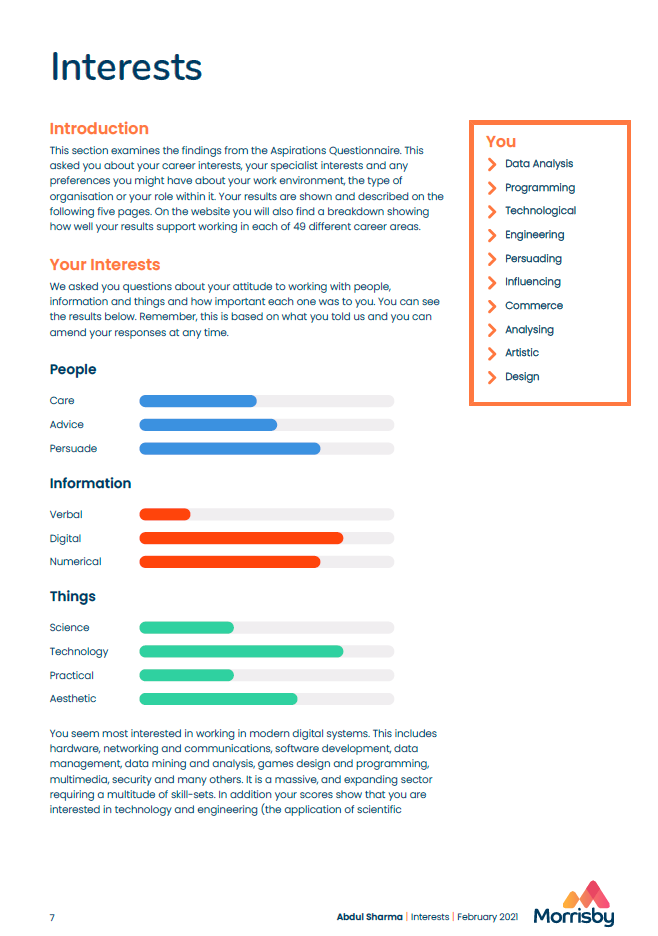 Interests
Introduction
This section examines the findings from the Aspirations Questionnaire. This
asked you about your career interests, your specialist interests and any
preferences you might have about your work environment, the type of
organisation or your role within it. Your results are shown and described on the
following five pages. On the website you will also find a breakdown showing
how well your results support working in each of 49 different career areas.
Your Interests
We asked you questions about your attitude to working with people,
information and things and how important each one was to you. You can see
the results below. Remember, this is based on what you told us and you can
amend your responses at any time.
People
Care
Advice
Persuade
Information
Verbal
Digital
Numerical
Things
Science
Technology
Practical
Aesthetic
You seem most interested in working in modern digital systems. This includes
hardware, networking and communications, software development, data
management, data mining and analysis, games design and programming,
multimedia, security and many others. It is a massive, and expanding sector
requiring a multitude of skill-sets. In addition your scores show that you are
interested in technology and engineering (the application of scientific
You
Data Analysis
Programming
Technological
Engineering
Persuading
Influencing
Commerce
Analysing
Artistic
Design
7
Abdul Sharma | Interests | February 2021
Morrisby